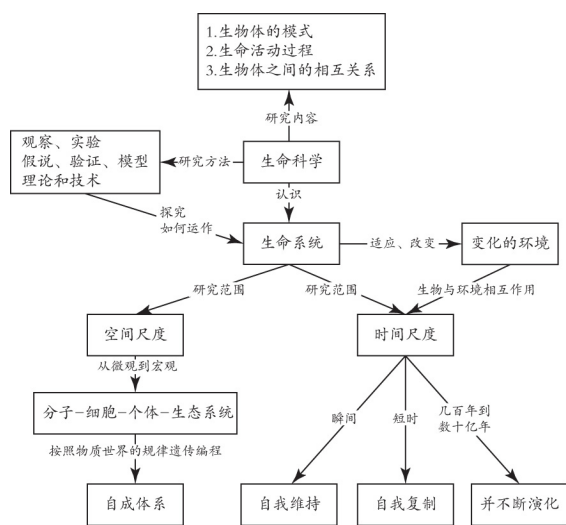 1.生物体的模式
2.生命活动过程
3.生物体之间的相互关系
研究内容
观察、实验
假说、验证、模型
理论和技术
研究方法
生命科学
认识
探究
如何运作
生命系统
适应、改变
变化的环境
研究范围
研究范围
生物与环境相互作用
空间尺度
时间尺度
从微观到宏观
分子-细胞-个体-生态系统
瞬间
短时
几百年到
数十亿年
按照物质世界的规律遗传编程
自成体系
自我维持
自我复制
并不断演化